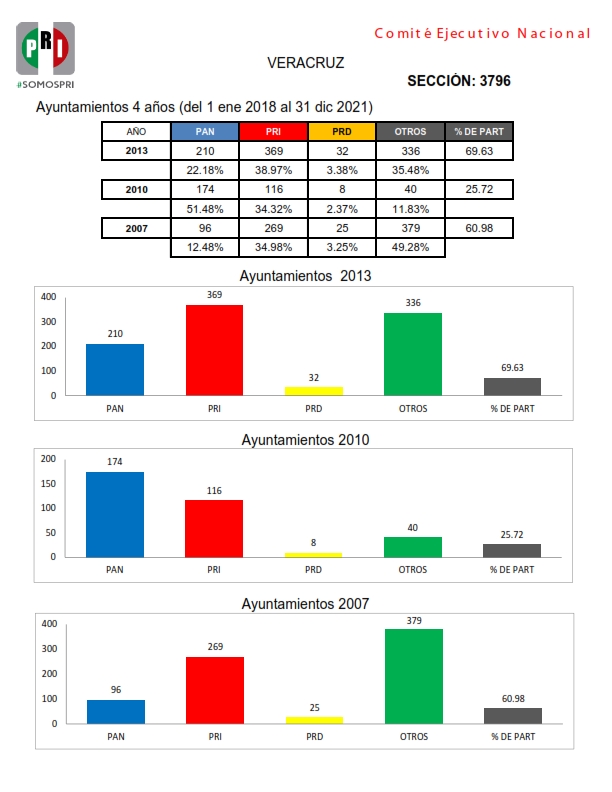 Comité Ejecutivo Nacional
PRI
#SOMOSPRI
VERACRUZ
SECCIÓN: 3796
Ayuntamientos 4 años (del 1 ene 2018 al 31 dic 2021)
AÑO PAN PRI PRD OTROS % DE PART
2013 210 369 32 336 69.63
22.18% 38.97% 3.38% 35.48%
2010 174 116 8 40 25.72
51.48% 34.32% 2.37% 11.83%
2007 96 269 25 379 60.98
12.48% 34.98% 3.25% 49.28%
Ayuntamientos 2013
400
300
200
100
0
210 369 32 336 69.63
PAN PRI PRD OTROS % DE PART
Ayuntamientos 2010
200
150
100
50
0
174 116 8 40 25.72
PAN PRI PRD OTROS % DE PART
Ayuntamientos 2007
400
300
200
100
0
96 269 25 379 60.98
PAN PRI PRD OTROS % DE PART